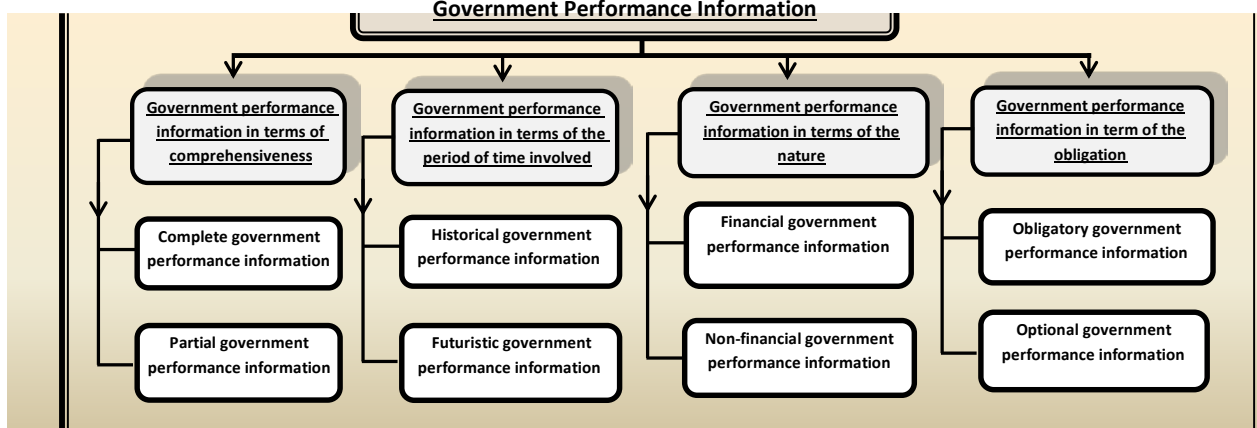 Government Performance Information
Government performance
information in terms of
comprehensiveness
Complete government
performance information
Partial government
performance information
Government performance
information in terms of the
period of time involved
Historical government
performance information
Futuristic government
performance information
Government performance
information in terms of the
nature
Financial government
performance information
Non-financial government
performance information
Government performance
information in term of the
obligation
Obligatory government
performance information
Optional government
performance information